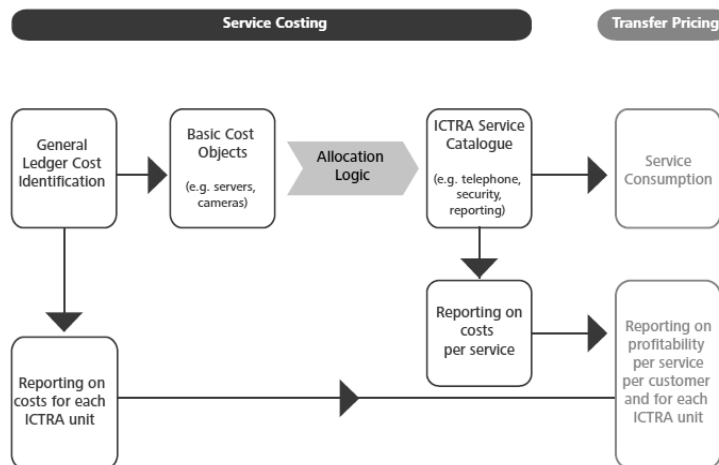 Service Costing
Transfer Pricing
General
Ledger Cost
Identification
Basic Cost
Objects
(e.g. servers,
cameras)
Allocation
Logic
ICTRA Service
Catalogue
(e.g. telephone,
security,
reporting)
Service
Consumption
Reporting on
costs for each
ICTRA unit
Reporting on
costs
per service
Reporting on
profitability
per service
per customer
and for each
ICTRA unit